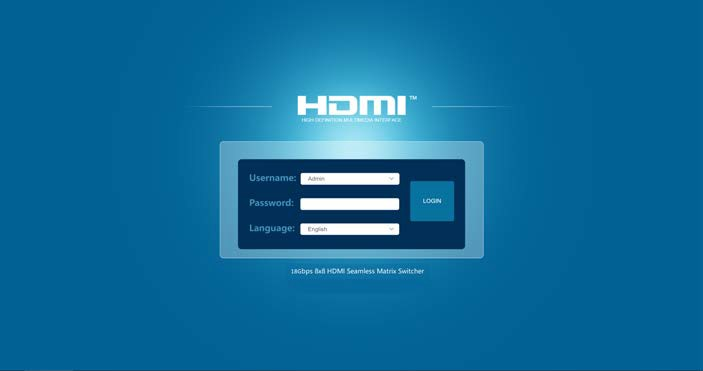 HDMI™
HIGH-DEFINITION MULTIMEDIA INTERFACE
Username: Admin
Password:
LOGIN
Language: English
18Gbps 8x8 HDMI Seamless Matrix Switcher